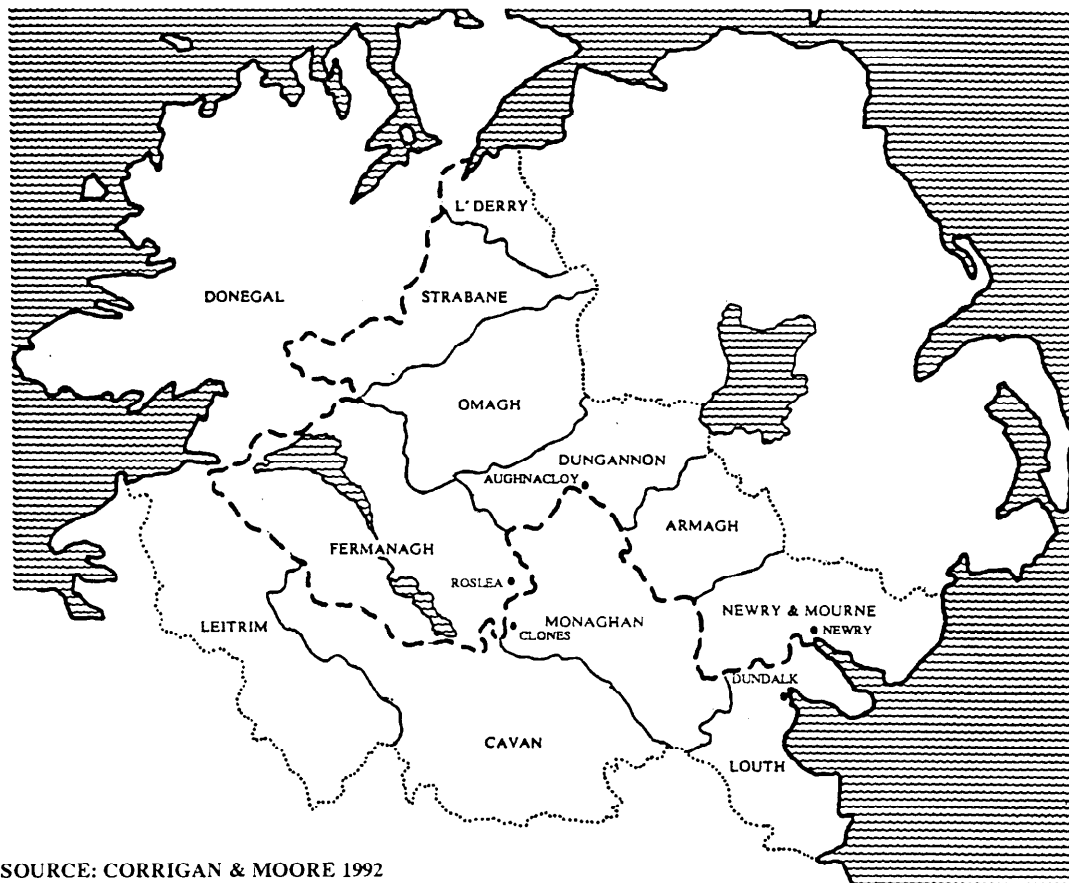 L'DERRY
DONEGAL
STRABANE
OMAGH
DUNGANNON
AUGHNACLOY
ARMAGH
FERMANAGH
ROSLEA
NEWRY & MOURNE
LEITRIM
MONAGHAN
NEWRY
CLONES
DUNDALK
CAVAN
LOUTH
SOURCE: CORRIGAN & MOORE 1992